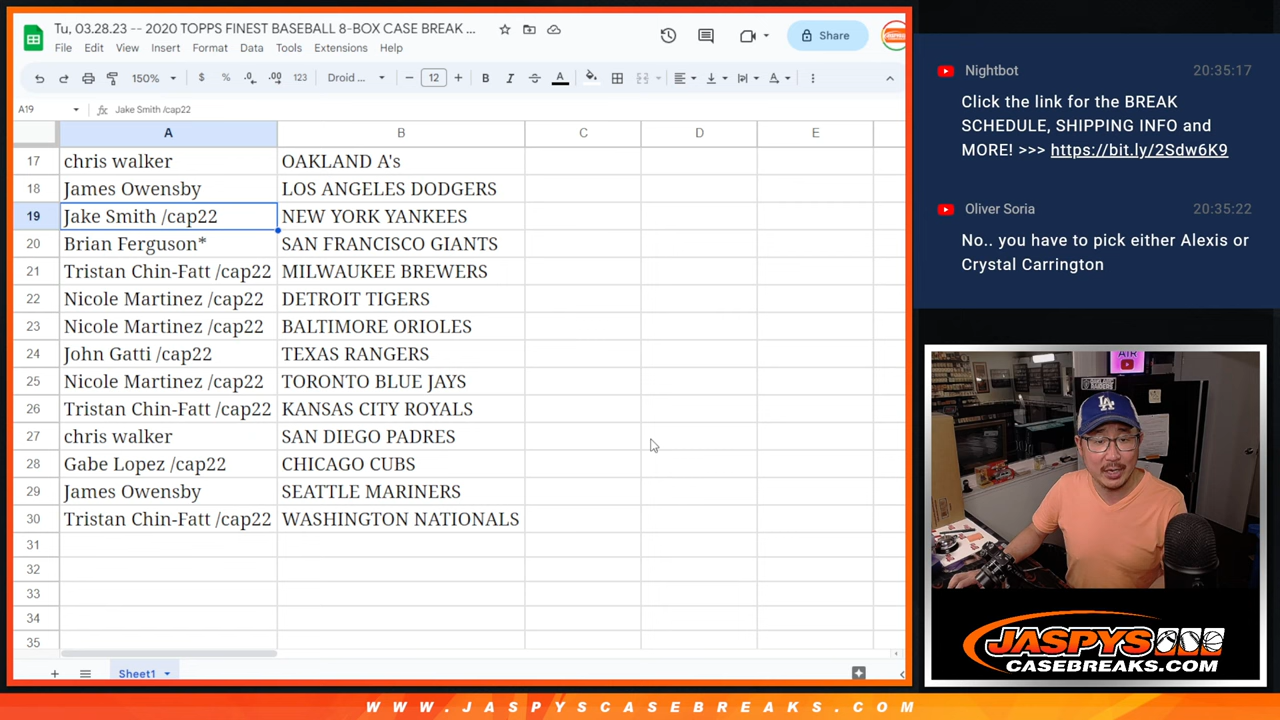 Tu, 03.28.23 -- 2020 TOPPS FINEST BASEBALL 8-BOX CASE BREAK ...
File Edit View Insert Format Data Tools Extensions Help
Share
150% $ % .0 .00 123 Droid ... − 12 + B I S A
A19 fx Jake Smith /cap22
A B C D E
17 chris walker OAKLAND A's
18 James Owensby LOS ANGELES DODGERS
19 Jake Smith /cap22 NEW YORK YANKEES
20 Brian Ferguson* SAN FRANCISCO GIANTS
21 Tristan Chin-Fatt /cap22 MILWAUKEE BREWERS
22 Nicole Martinez /cap22 DETROIT TIGERS
23 Nicole Martinez /cap22 BALTIMORE ORIOLES
24 John Gatti /cap22 TEXAS RANGERS
25 Nicole Martinez /cap22 TORONTO BLUE JAYS
26 Tristan Chin-Fatt /cap22 KANSAS CITY ROYALS
27 chris walker SAN DIEGO PADRES
28 Gabe Lopez /cap22 CHICAGO CUBS
29 James Owensby SEATTLE MARINERS
30 Tristan Chin-Fatt /cap22 WASHINGTON NATIONALS
31
32
33
34
35
+ Sheet1
Nightbot 20:35:17
Click the link for the BREAK
SCHEDULE, SHIPPING INFO and
MORE! >>> https://bit.ly/2Sdw6K9
Oliver Soria 20:35:22
No.. you have to pick either Alexis or
Crystal Carrington
AIR
LA
JASPYS
CASEBREAKS.COM
WWW.JASPYSCASEBREAKS.COM